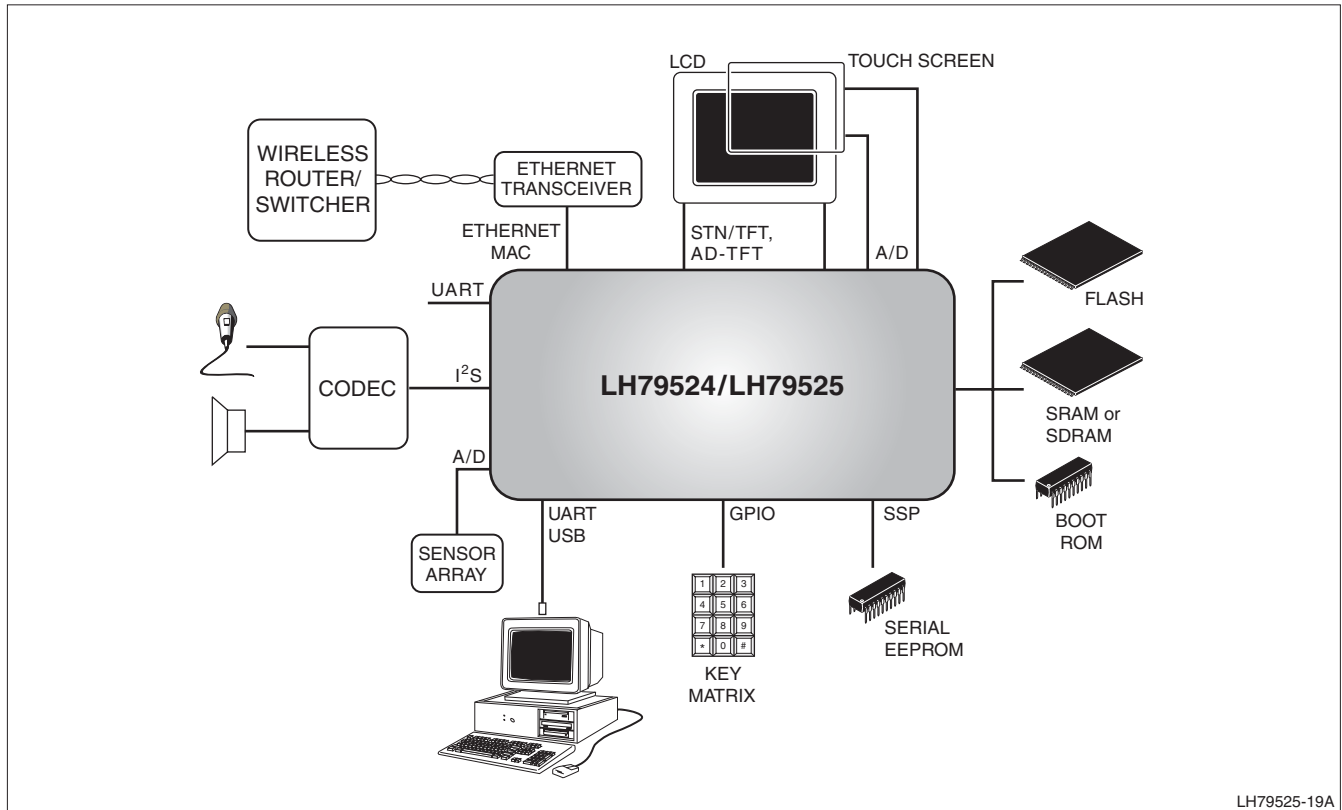 LCD
TOUCH SCREEN
WIRELESS
ROUTER/
SWITCHER
ETHERNET
TRANSCEIVER
ETHERNET
MAC
STN/TFT,
AD-TFT
A/D
UART
FLASH
CODEC
I²S
LH79524/LH79525
SRAM or
SDRAM
A/D
BOOT
ROM
SENSOR
ARRAY
UART
USB
GPIO
SSP
1 2 3
4 5 6
7 8 9
* 0 #
KEY
MATRIX
SERIAL
EEPROM
LH79525-19A